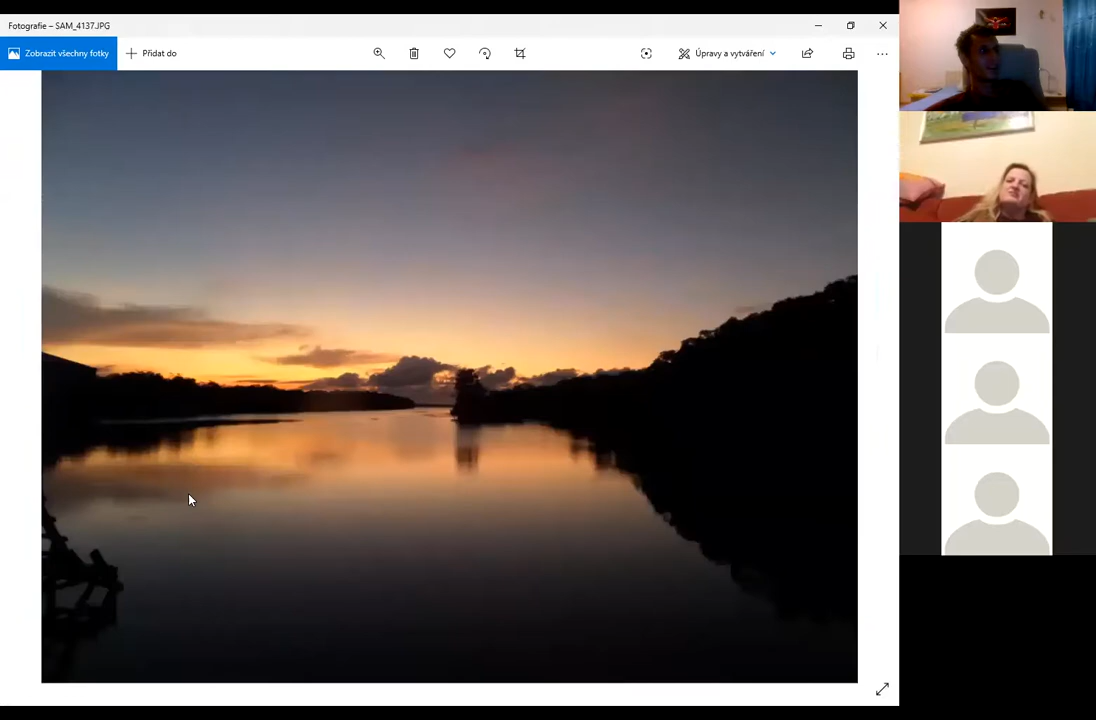 Fotografie – SAM_4137.JPG
Zobrazit všechny fotky
Přidat do
Úpravy a vytváření